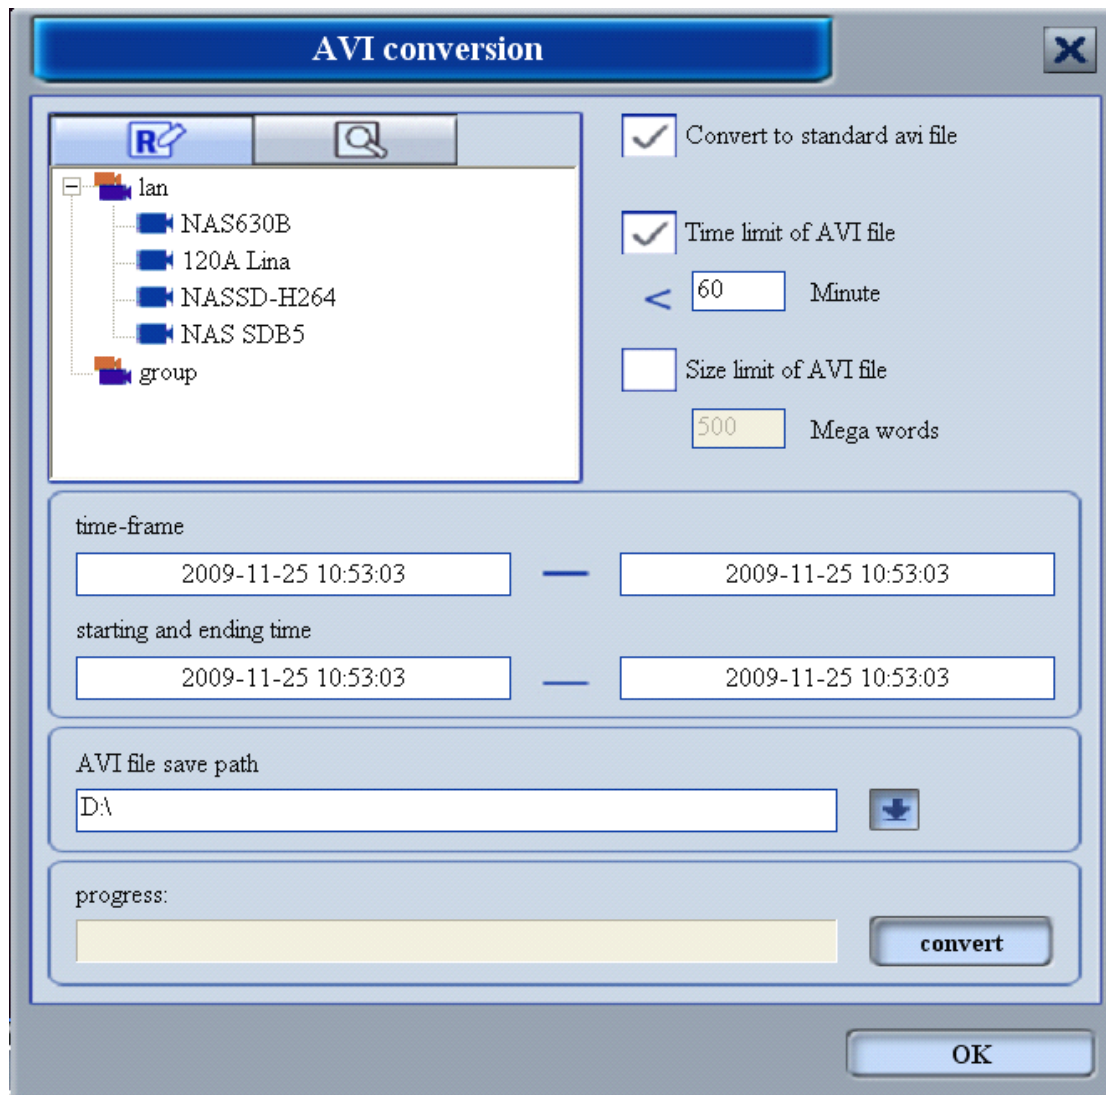 AVI conversion
R
Convert to standard avi file
lan
NAS630B
120A Lina
NASSD-H264
NAS SDB5
group
Time limit of AVI file
< 60 Minute
Size limit of AVI file
500 Mega words
time-frame
2009-11-25 10:53:03 — 2009-11-25 10:53:03
starting and ending time
2009-11-25 10:53:03 — 2009-11-25 10:53:03
AVI file save path
D:\
progress:
convert
OK